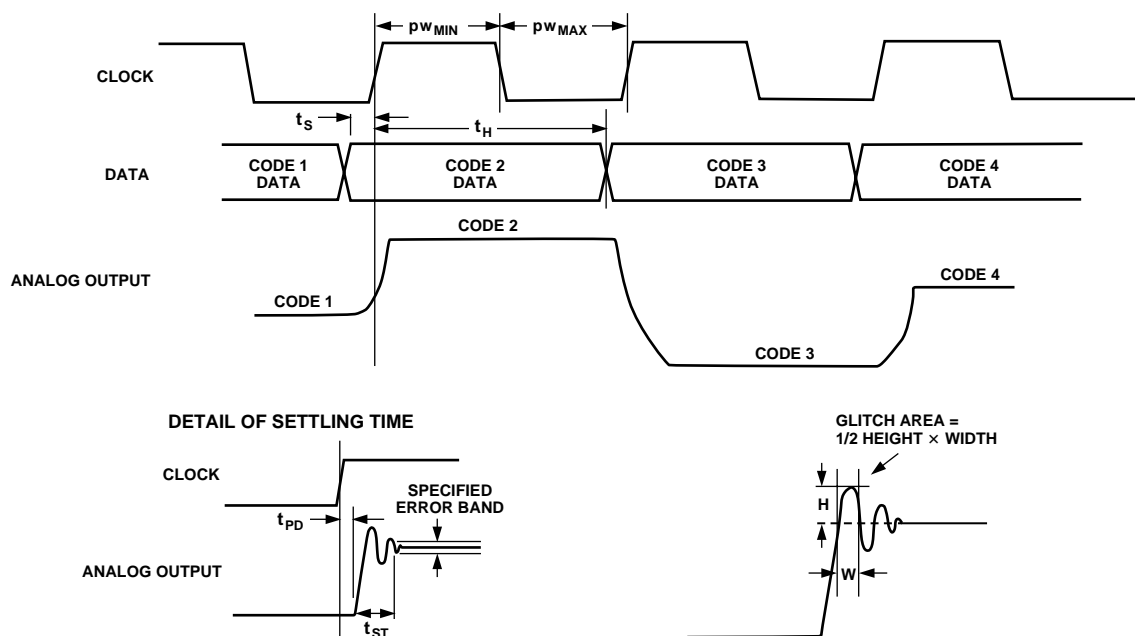 pwMIN
pwMAX
CLOCK
tS
tH
DATA
CODE 1
DATA
CODE 2
DATA
CODE 3
DATA
CODE 4
DATA
CODE 2
ANALOG OUTPUT
CODE 1
CODE 4
CODE 3
DETAIL OF SETTLING TIME
CLOCK
SPECIFIED
ERROR BAND
tPD
ANALOG OUTPUT
tST
GLITCH AREA =
1/2 HEIGHT × WIDTH
H
W